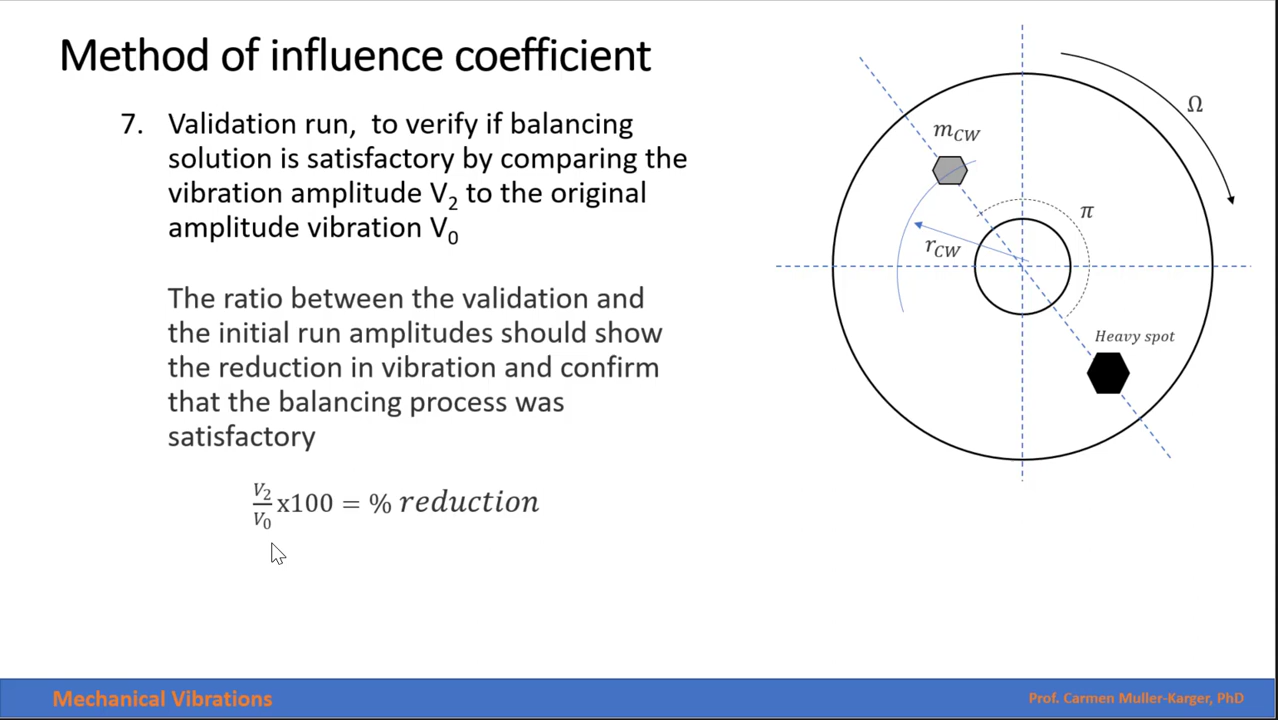 Method of influence coefficient
7. Validation run, to verify if balancing
solution is satisfactory by comparing the
vibration amplitude V₂ to the original
amplitude vibration V₀
The ratio between the validation and
the initial run amplitudes should show
the reduction in vibration and confirm
that the balancing process was
satisfactory
V₂/V₀ x100 = % reduction
Ω
m_CW
π
r_CW
Heavy spot
Mechanical Vibrations
Prof. Carmen Muller-Karger, PhD